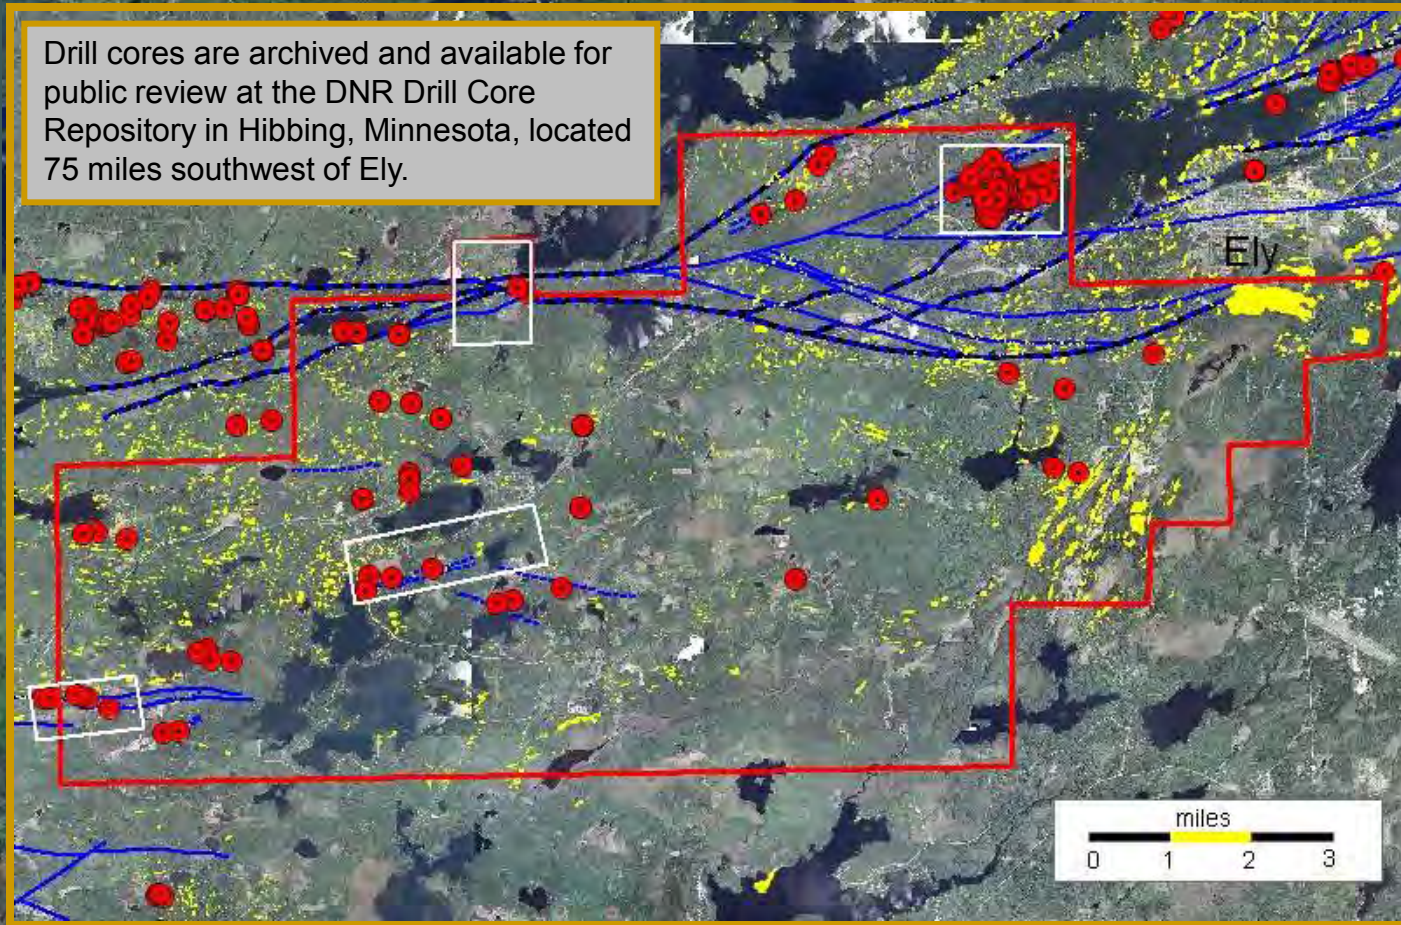 Drill cores are archived and available for
public review at the DNR Drill Core
Repository in Hibbing, Minnesota, located
75 miles southwest of Ely.
Ely
miles
0 1 2 3